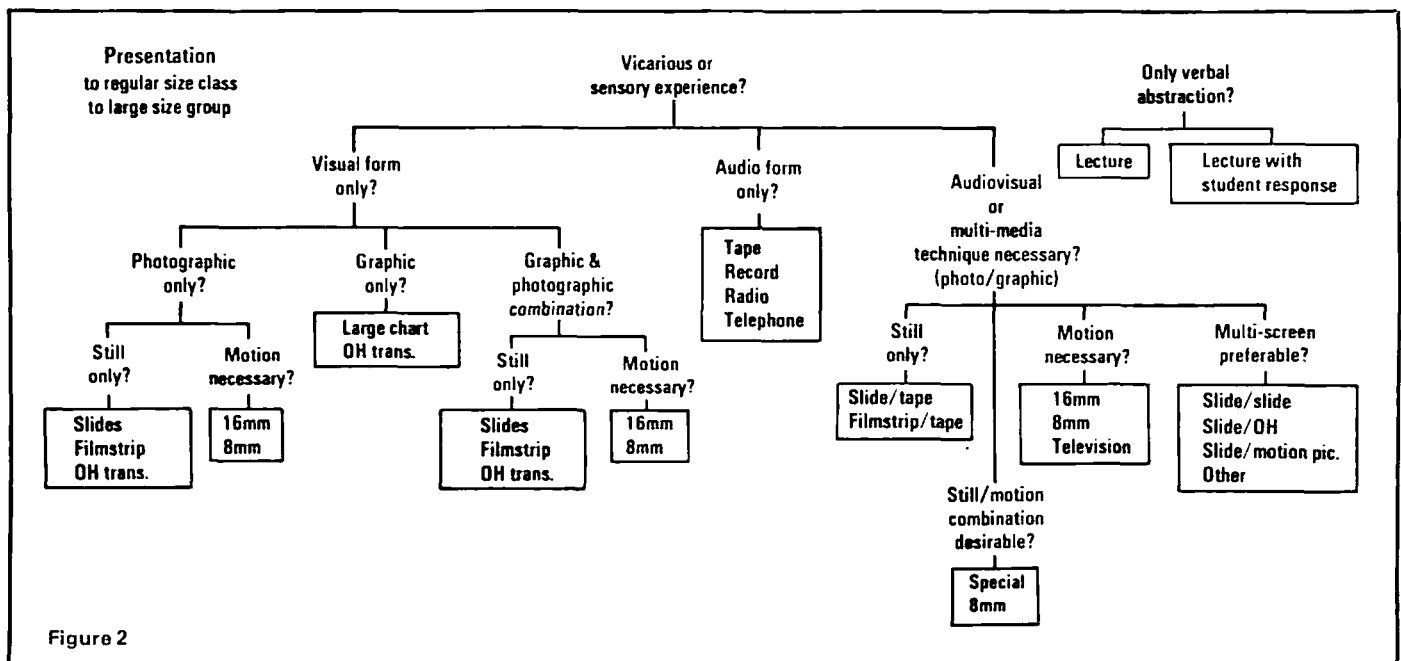 Presentation
to regular size class
to large size group
Vicarious or
sensory experience?
Only verbal
abstraction?
Lecture
Lecture with
student response
Visual form
only?
Audio form
only?
Tape
Record
Radio
Telephone
Audiovisual
or
multi-media
technique necessary?
(photo/graphic)
Photographic
only?
Graphic
only?
Large chart
OH trans.
Graphic &
photographic
combination?
Still
only?
Slides
Filmstrip
OH trans.
Motion
necessary?
16mm
8mm
Still
only?
Slides
Filmstrip
OH trans.
Motion
necessary?
16mm
8mm
Still
only?
Slide/tape
Filmstrip/tape
Still/motion
combination
desirable?
Special
8mm
Motion
necessary?
16mm
8mm
Television
Multi-screen
preferable?
Slide/slide
Slide/OH
Slide/motion pic.
Other
Figure 2